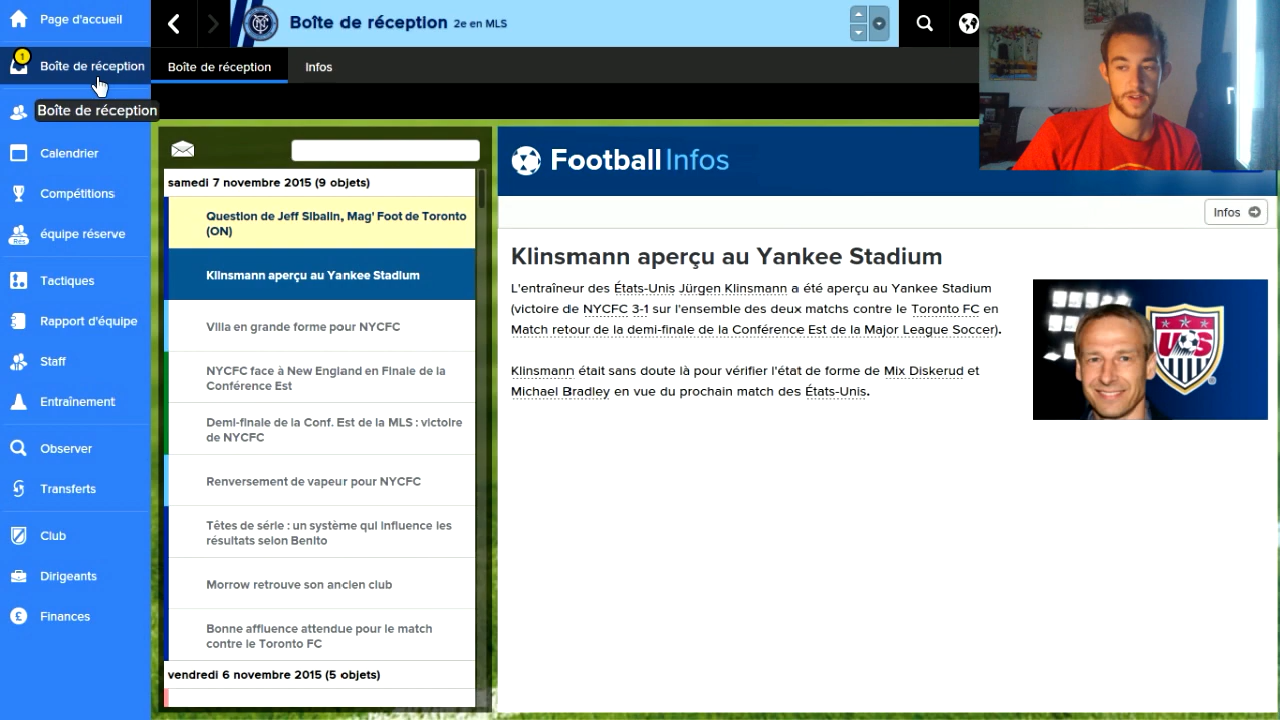 Page d'accueil
Boîte de réception
2e en MLS
1
Boîte de réception
Boîte de réception
Infos
Boîte de réception
Calendrier
Compétitions
équipe réserve
Tactiques
Rapport d'équipe
Staff
Entraînement
Observer
Transferts
Club
Dirigeants
Finances
samedi 7 novembre 2015 (9 objets)
Question de Jeff Sibalin, Mag' Foot de Toronto
(ON)
Klinsmann aperçu au Yankee Stadium
Villa en grande forme pour NYCFC
NYCFC face à New England en Finale de la
Conférence Est
Demi-finale de la Conf. Est de la MLS : victoire
de NYCFC
Renversement de vapeur pour NYCFC
Têtes de série : un système qui influence les
résultats selon Benito
Morrow retrouve son ancien club
Bonne affluence attendue pour le match
contre le Toronto FC
vendredi 6 novembre 2015 (5 objets)
Football Infos
Infos
Klinsmann aperçu au Yankee Stadium
L'entraîneur des États-Unis Jürgen Klinsmann a été aperçu au Yankee Stadium
(victoire de NYCFC 3-1 sur l'ensemble des deux matchs contre le Toronto FC en
Match retour de la demi-finale de la Conférence Est de la Major League Soccer).
Klinsmann était sans doute là pour vérifier l'état de forme de Mix Diskerud et
Michael Bradley en vue du prochain match des États-Unis.
US